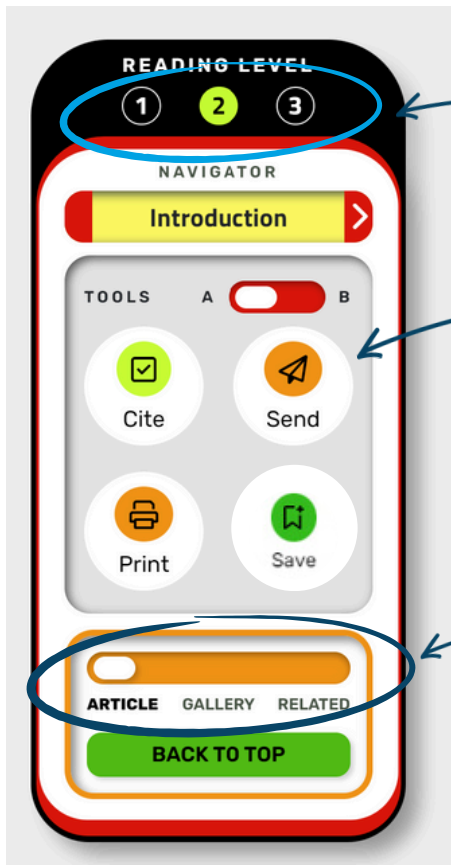 READING LEVEL
1 2 3
NAVIGATOR
Introduction
TOOLS A B
Cite Send
Print Save
ARTICLE GALLERY RELATED
BACK TO TOP